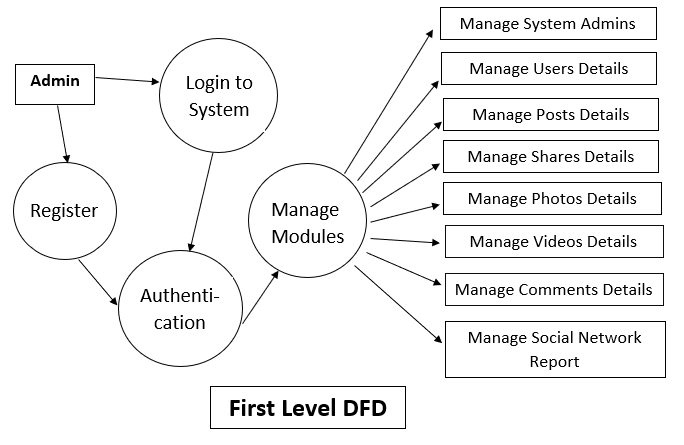 Admin
Login to
System
Register
Authenti-
cation
Manage
Modules
Manage System Admins
Manage Users Details
Manage Posts Details
Manage Shares Details
Manage Photos Details
Manage Videos Details
Manage Comments Details
Manage Social Network
Report
First Level DFD